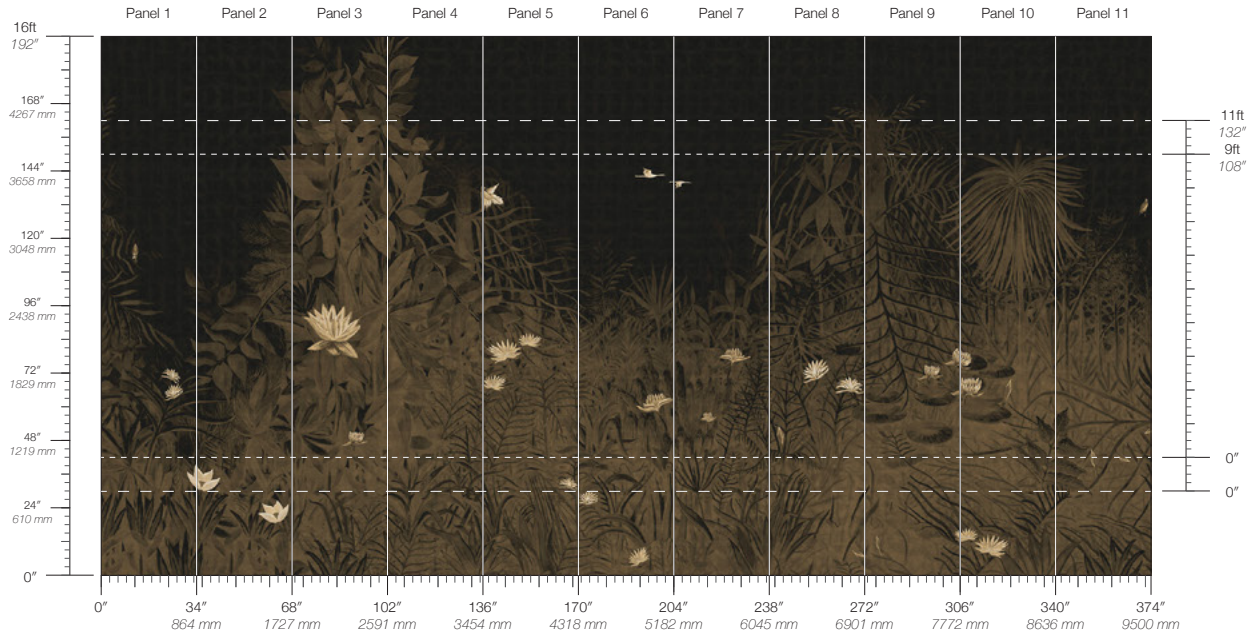 Panel 1 Panel 2 Panel 3 Panel 4 Panel 5 Panel 6 Panel 7 Panel 8 Panel 9 Panel 10 Panel 11
16ft
192″
168″
4267 mm
144″
3658 mm
120″
3048 mm
96″
2438 mm
72″
1829 mm
48″
1219 mm
24″
610 mm
0″
11ft
132″
9ft
108″
0″
0″
0″ 34″ 68″ 102″ 136″ 170″ 204″ 238″ 272″ 306″ 340″ 374″
864 mm 1727 mm 2591 mm 3454 mm 4318 mm 5182 mm 6045 mm 6901 mm 7772 mm 8636 mm 9500 mm